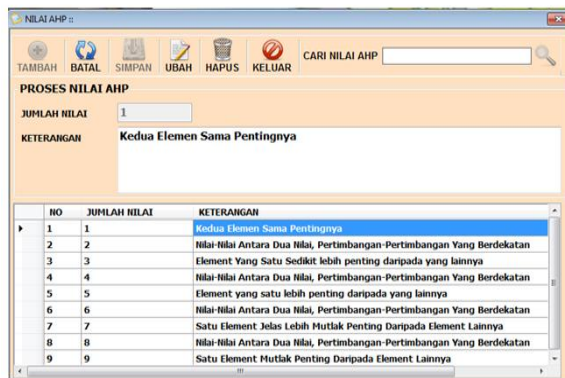 NILAI AHP ::
TAMBAH BATAL SIMPAN UBAH HAPUS KELUAR CARI NILAI AHP
PROSES NILAI AHP
JUMLAH NILAI 1
KETERANGAN Kedua Elemen Sama Pentingnya
NO JUMLAH NILAI KETERANGAN
1 1 Kedua Elemen Sama Pentingnya
2 2 Nilai-Nilai Antara Dua Nilai, Pertimbangan-Pertimbangan Yang Berdekatan
3 3 Element Yang Satu Sedikit lebih penting daripada yang lainnya
4 4 Nilai-Nilai Antara Dua Nilai, Pertimbangan-Pertimbangan Yang Berdekatan
5 5 Element yang satu lebih penting daripada yang lainnya
6 6 Nilai-Nilai Antara Dua Nilai, Pertimbangan-Pertimbangan Yang Berdekatan
7 7 Satu Element Jelas Lebih Mutlak Penting Daripada Element Lainnya
8 8 Nilai-Nilai Antara Dua Nilai, Pertimbangan-Pertimbangan Yang Berdekatan
9 9 Satu Element Mutlak Penting Daripada Element Lainnya